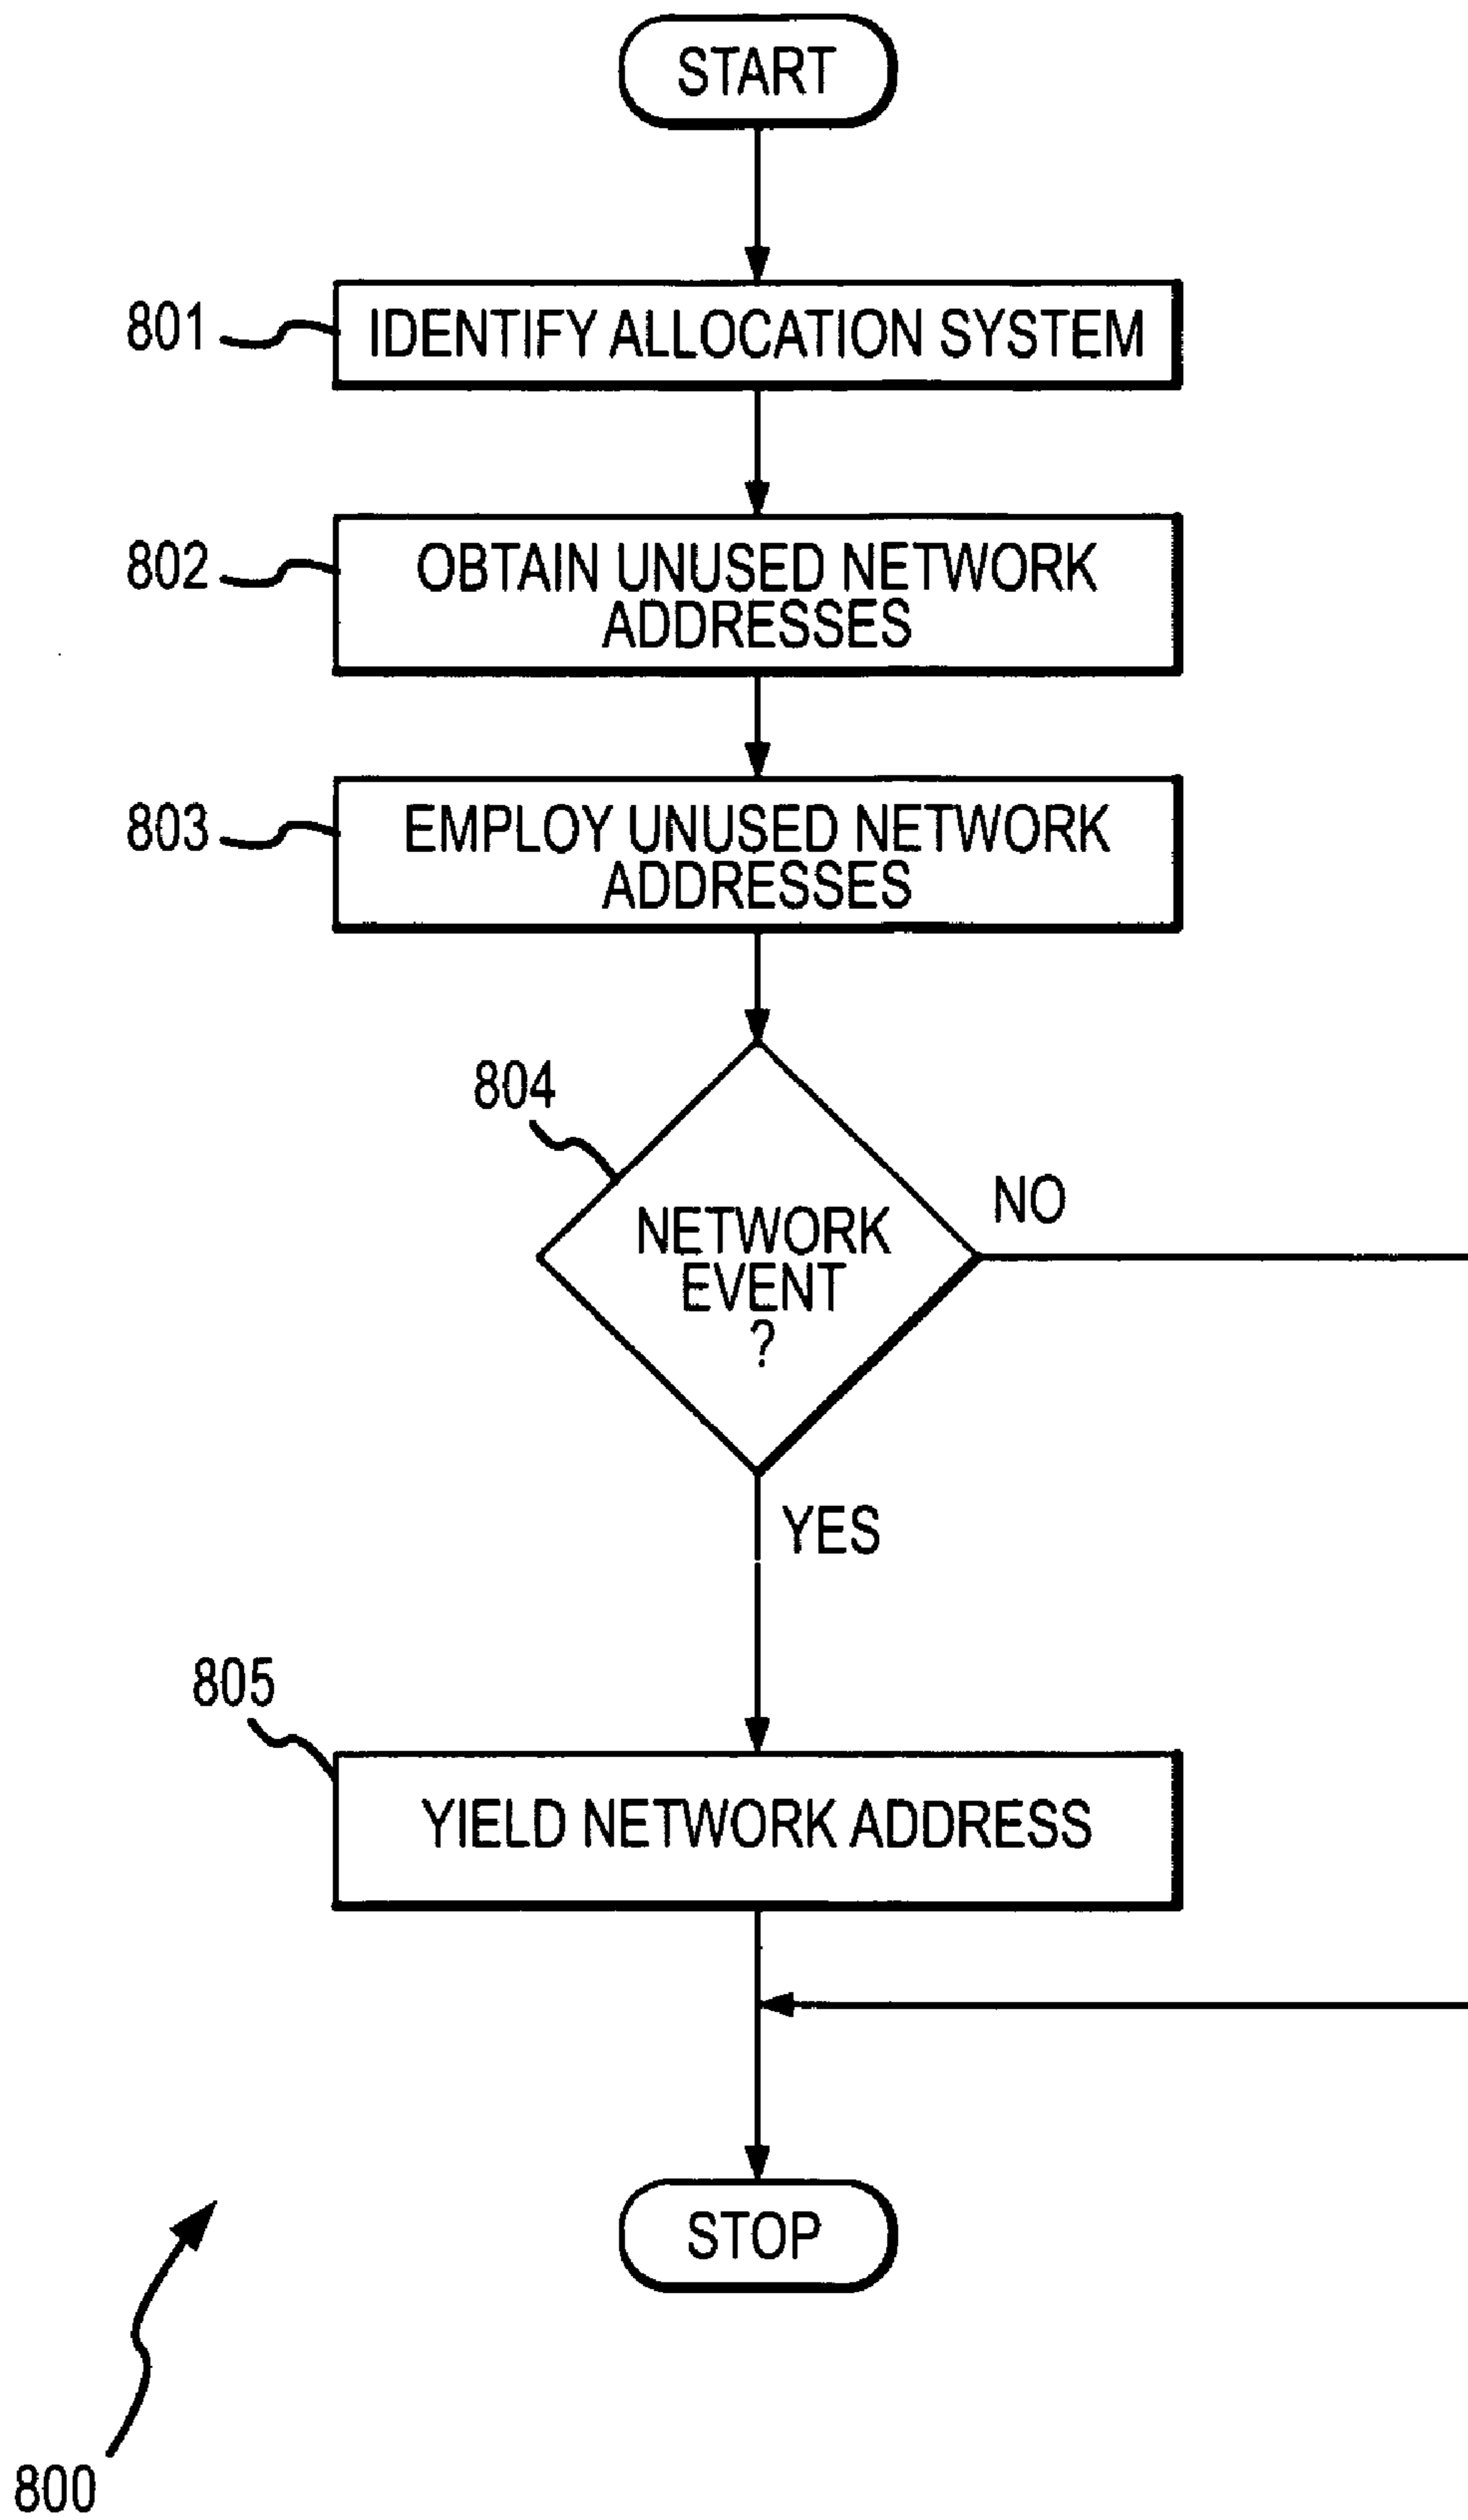 START
801
IDENTIFY ALLOCATION SYSTEM
802
OBTAIN UNUSED NETWORK
ADDRESSES
803
EMPLOY UNUSED NETWORK
ADDRESSES
804
NETWORK
EVENT
?
NO
YES
805
YIELD NETWORK ADDRESS
STOP
800